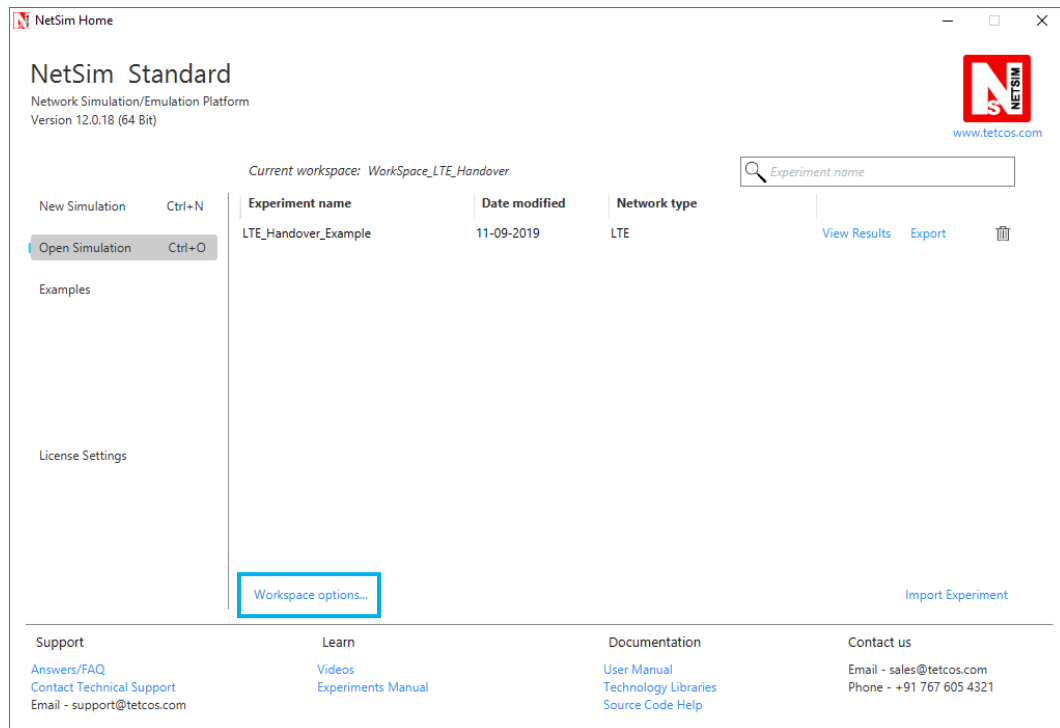 NetSim Home
NetSim Standard
Network Simulation/Emulation Platform
Version 12.0.18 (64 Bit)
N
S
NETSIM
www.tetcos.com
Current workspace: WorkSpace_LTE_Handover
Experiment name
New Simulation Ctrl+N
Open Simulation Ctrl+O
Examples
License Settings
Experiment name Date modified Network type
LTE_Handover_Example 11-09-2019 LTE View Results Export
Workspace options...
Import Experiment
Support
Answers/FAQ
Contact Technical Support
Email - support@tetcos.com
Learn
Videos
Experiments Manual
Documentation
User Manual
Technology Libraries
Source Code Help
Contact us
Email - sales@tetcos.com
Phone - +91 767 605 4321